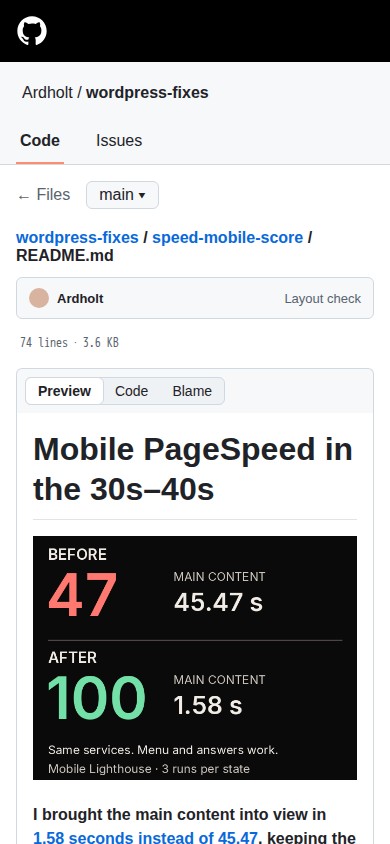 Ardholt / wordpress-fixes
Code Issues
← Files main ▾
wordpress-fixes / speed-mobile-score /
README.md
Ardholt Layout check
74 lines · 3.6 KB
Preview Code Blame
Mobile PageSpeed in
the 30s–40s
BEFORE
47
MAIN CONTENT
45.47 s
AFTER
100
MAIN CONTENT
1.58 s
Same services. Menu and answers work.
Mobile Lighthouse · 3 runs per state
I brought the main content into view in
1.58 seconds instead of 45.47, keeping the